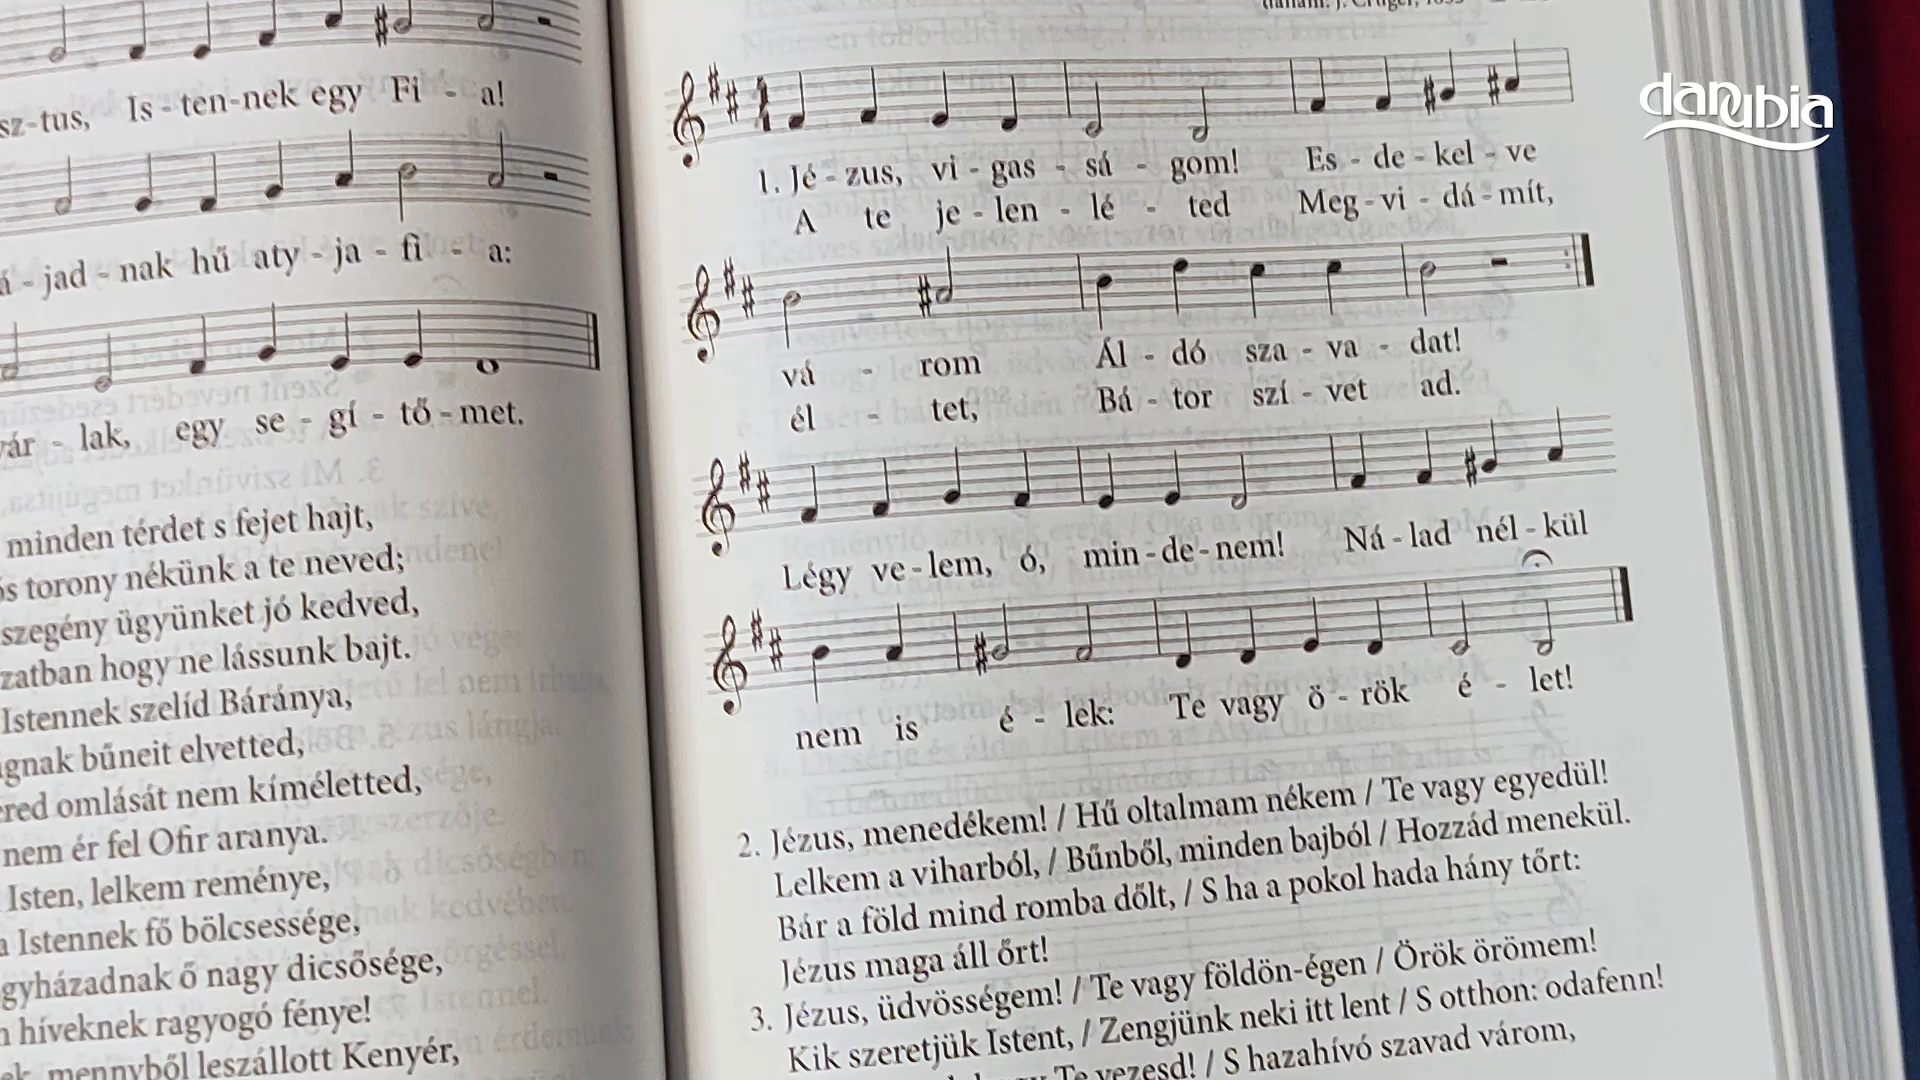 danubia
sz-tus, Is-ten-nek egy Fi-a!
jad-nak hű aty-ja-fi-a:
lak, egy se-gí-tő-met.
minden térdet s fejet hajt,
torony nékünk a te neved;
szegény ügyünket jó kedved,
hogy ne lássunk bajt.
Istennek szelíd Báránya,
bűneit elvetted,
omlását nem kíméletted,
nem ér fel Ofir aranya.
Isten, lelkem reménye,
Istennek fő bölcsessége,
ő nagy dicsősége,
híveknek ragyogó fénye!
mennyből leszállott Kenyér,
1. Jé-zus, vi-gas-sá-gom! Es-de-kel-ve
A te je-len-lé-ted Meg-vi-dá-mít,
vá-rom Ál-dó sza-va-dat!
él-tet, Bá-tor szí-vet ad.
Légy ve-lem, ó, min-de-nem! Ná-lad nél-kül
nem is é-lek: Te vagy ö-rök é-let!
2. Jézus, menedékem! / Hű oltalmam nékem / Te vagy egyedül!
Lelkem a viharból, / Bűnből, minden bajból / Hozzád menekül.
Bár a föld mind romba dőlt, / S ha a pokol hada hány tőrt:
Jézus maga áll őrt!
3. Jézus, üdvösségem! / Te vagy földön-égen / Örök örömem!
Kik szeretjük Istent, / Zengjünk neki itt lent / S otthon: odafenn!
Te vezesd! / S hazahívó szavad várom,